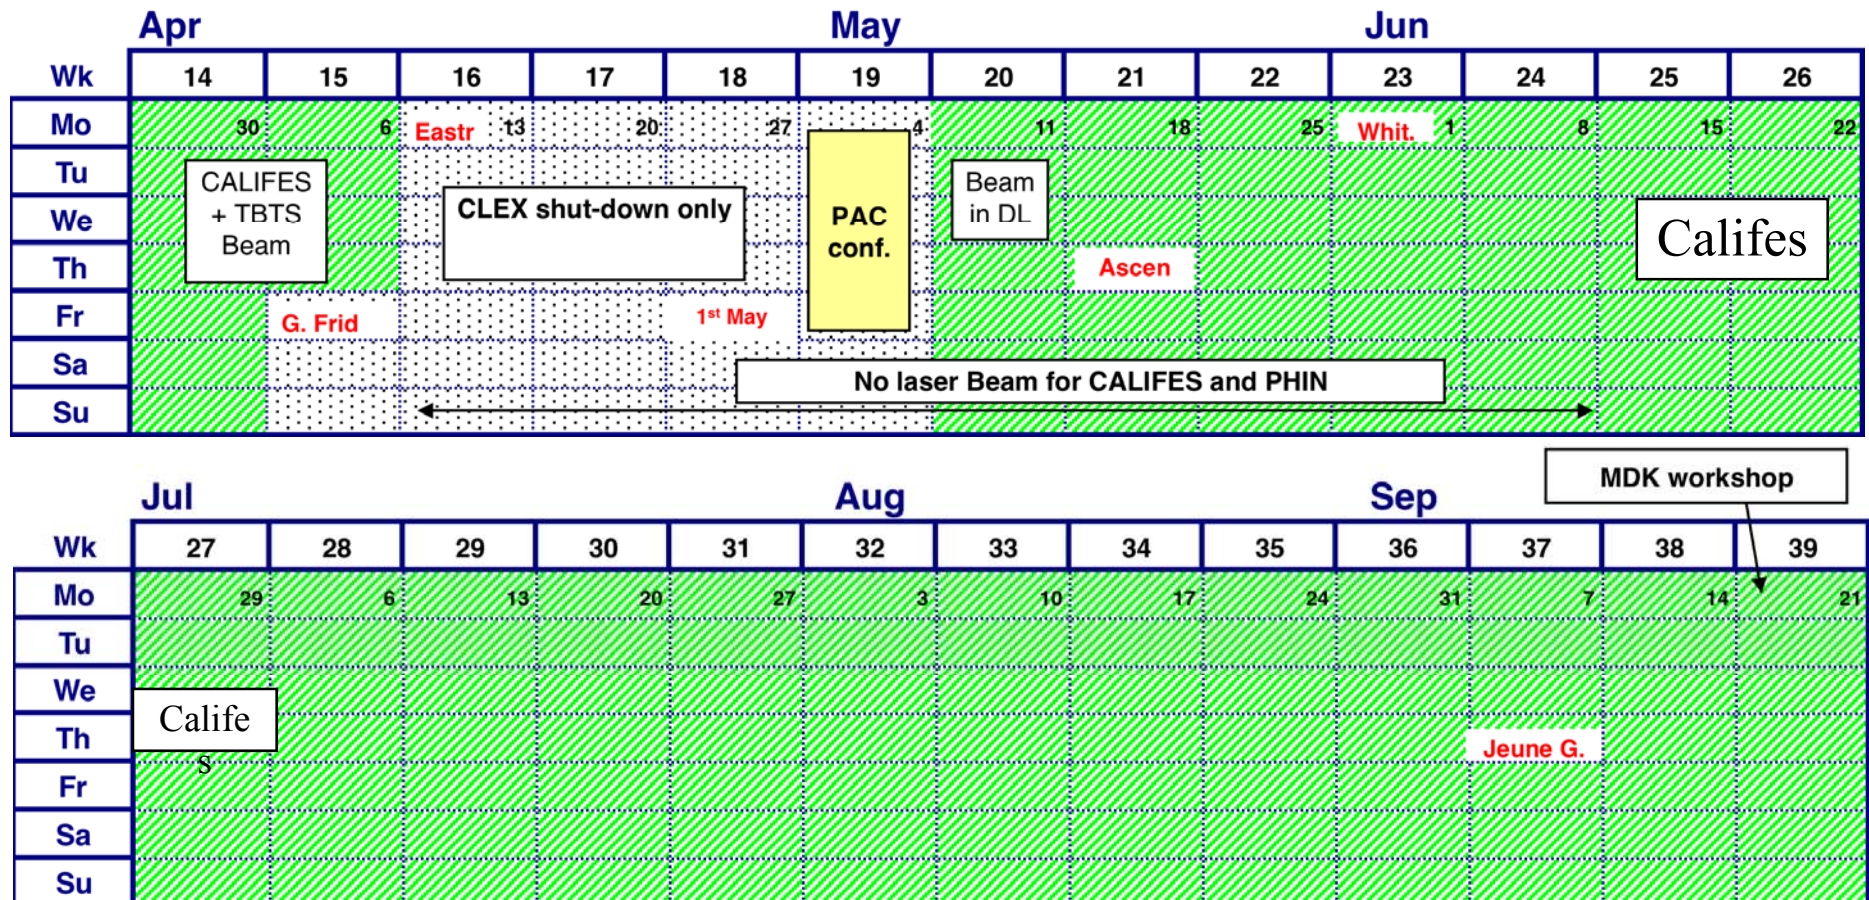 Apr May Jun
Wk 14 15 16 17 18 19 20 21 22 23 24 25 26
Mo 30 6 Eastr 13 20 27 4 11 18 25 Whit. 1 8 15 22
Tu
We
Th
Fr
Sa
Su
CALIFES
+ TBTS
Beam
CLEX shut-down only
PAC
conf.
Beam
in DL
Califes
Ascen
G. Frid
1st May
No laser Beam for CALIFES and PHIN
MDK workshop
Jul Aug Sep
Wk 27 28 29 30 31 32 33 34 35 36 37 38 39
Mo 29 6 13 20 27 3 10 17 24 31 7 14 21
Tu
We
Th
Fr
Sa
Su
Calife
s
Jeune G.